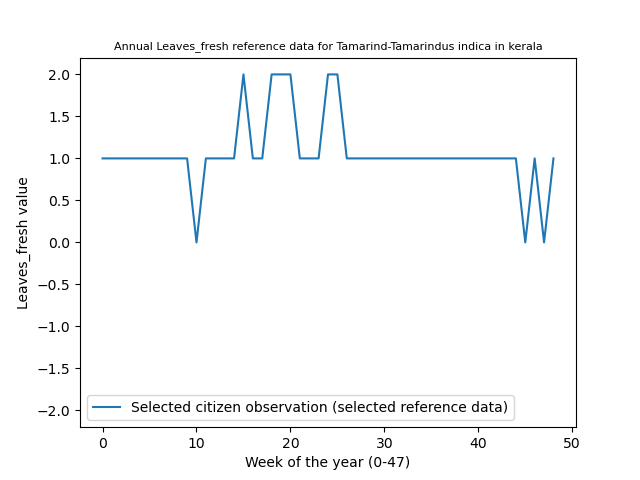 Annual Leaves_fresh reference data for Tamarind-Tamarindus indica in kerala
2.0
1.5
1.0
0.5
0.0
−0.5
−1.0
−1.5
−2.0
Leaves_fresh value
Selected citizen observation (selected reference data)
0 10 20 30 40 50
Week of the year (0-47)